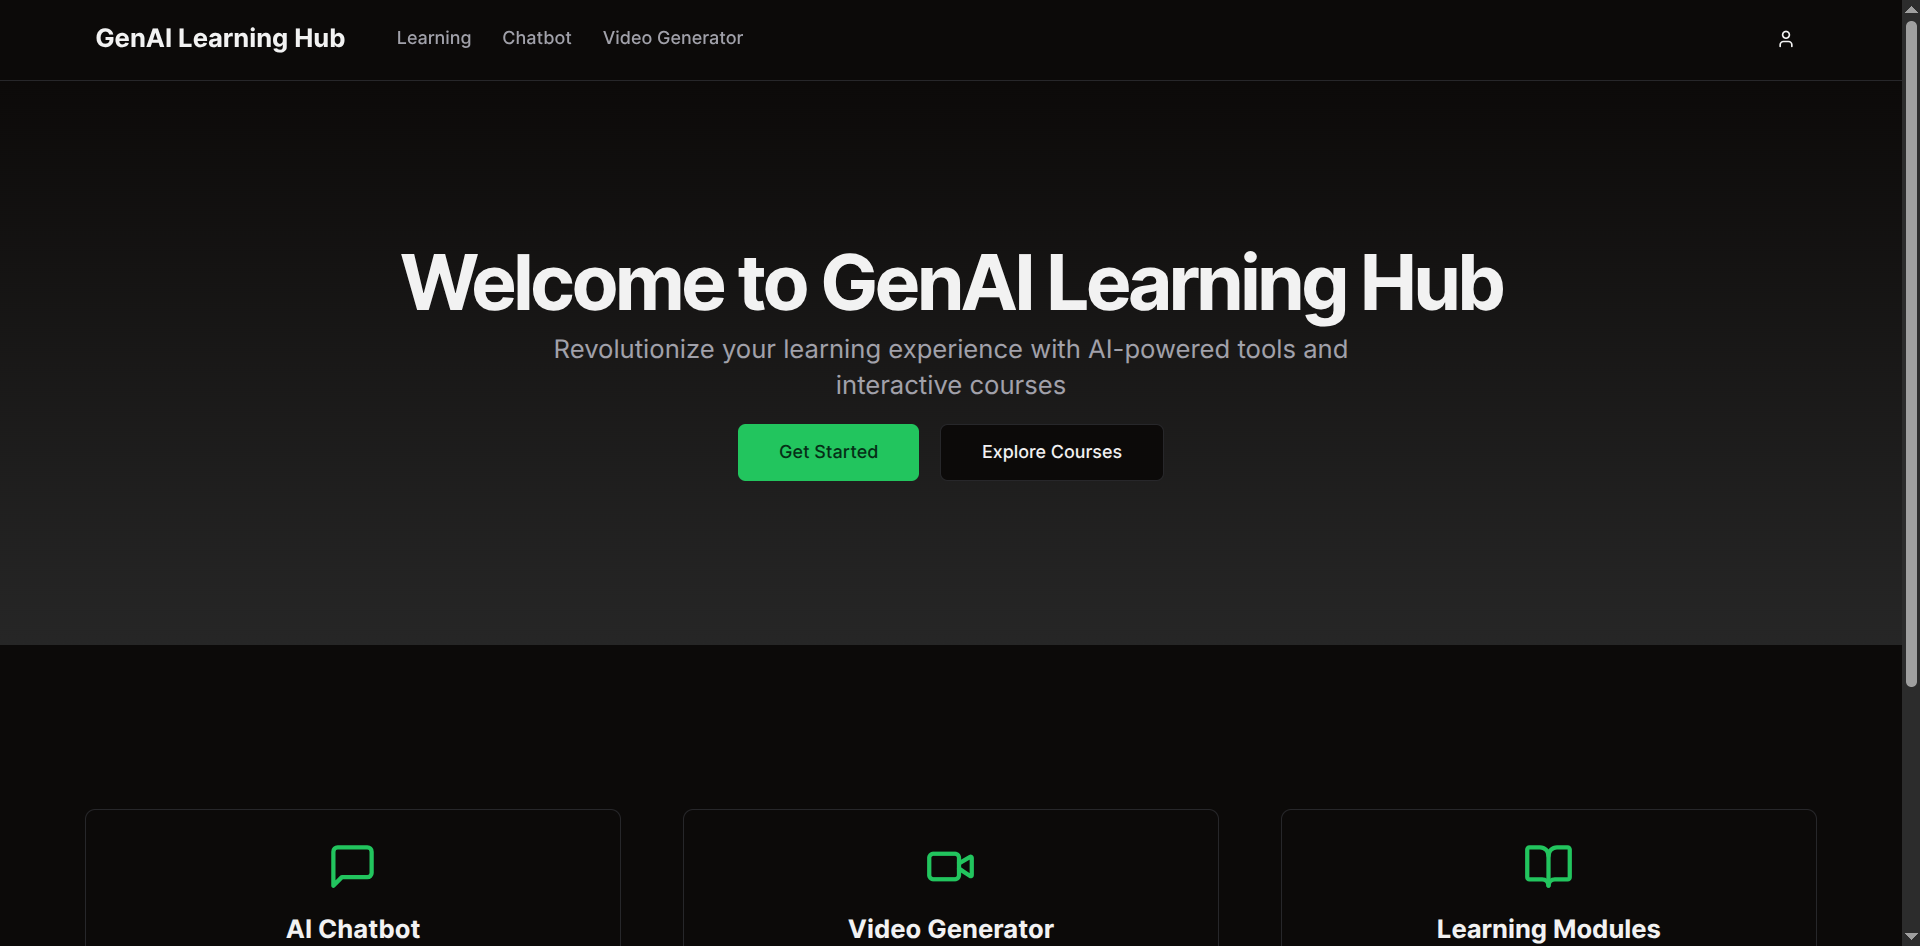 GenAI Learning Hub
Learning
Chatbot
Video Generator
Welcome to GenAI Learning Hub
Revolutionize your learning experience with AI-powered tools and
interactive courses
Get Started
Explore Courses
AI Chatbot
Video Generator
Learning Modules